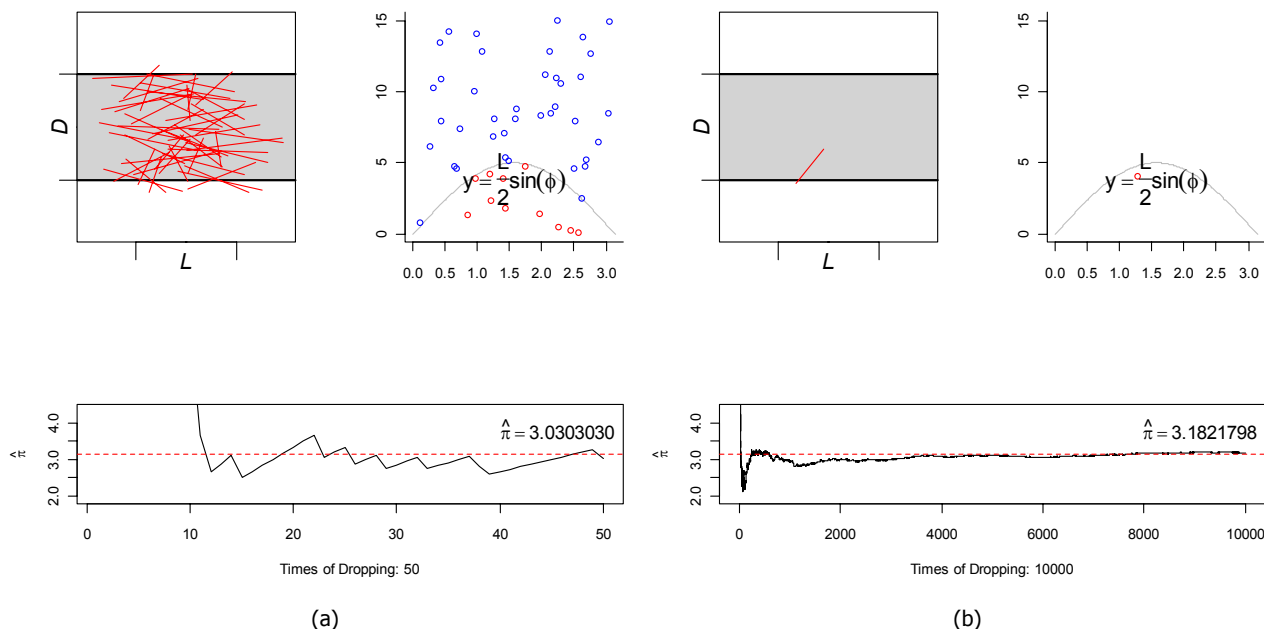 D
L
15
10
5
0
y = L/2 sin(ϕ)
0.0 0.5 1.0 1.5 2.0 2.5 3.0
D
L
15
10
5
0
y = L/2 sin(ϕ)
0.0 0.5 1.0 1.5 2.0 2.5 3.0
4.0
3.0
2.0
π̂
π̂ = 3.0303030
0 10 20 30 40 50
Times of Dropping: 50
(a)
4.0
3.0
2.0
π̂
π̂ = 3.1821798
0 2000 4000 6000 8000 10000
Times of Dropping: 10000
(b)